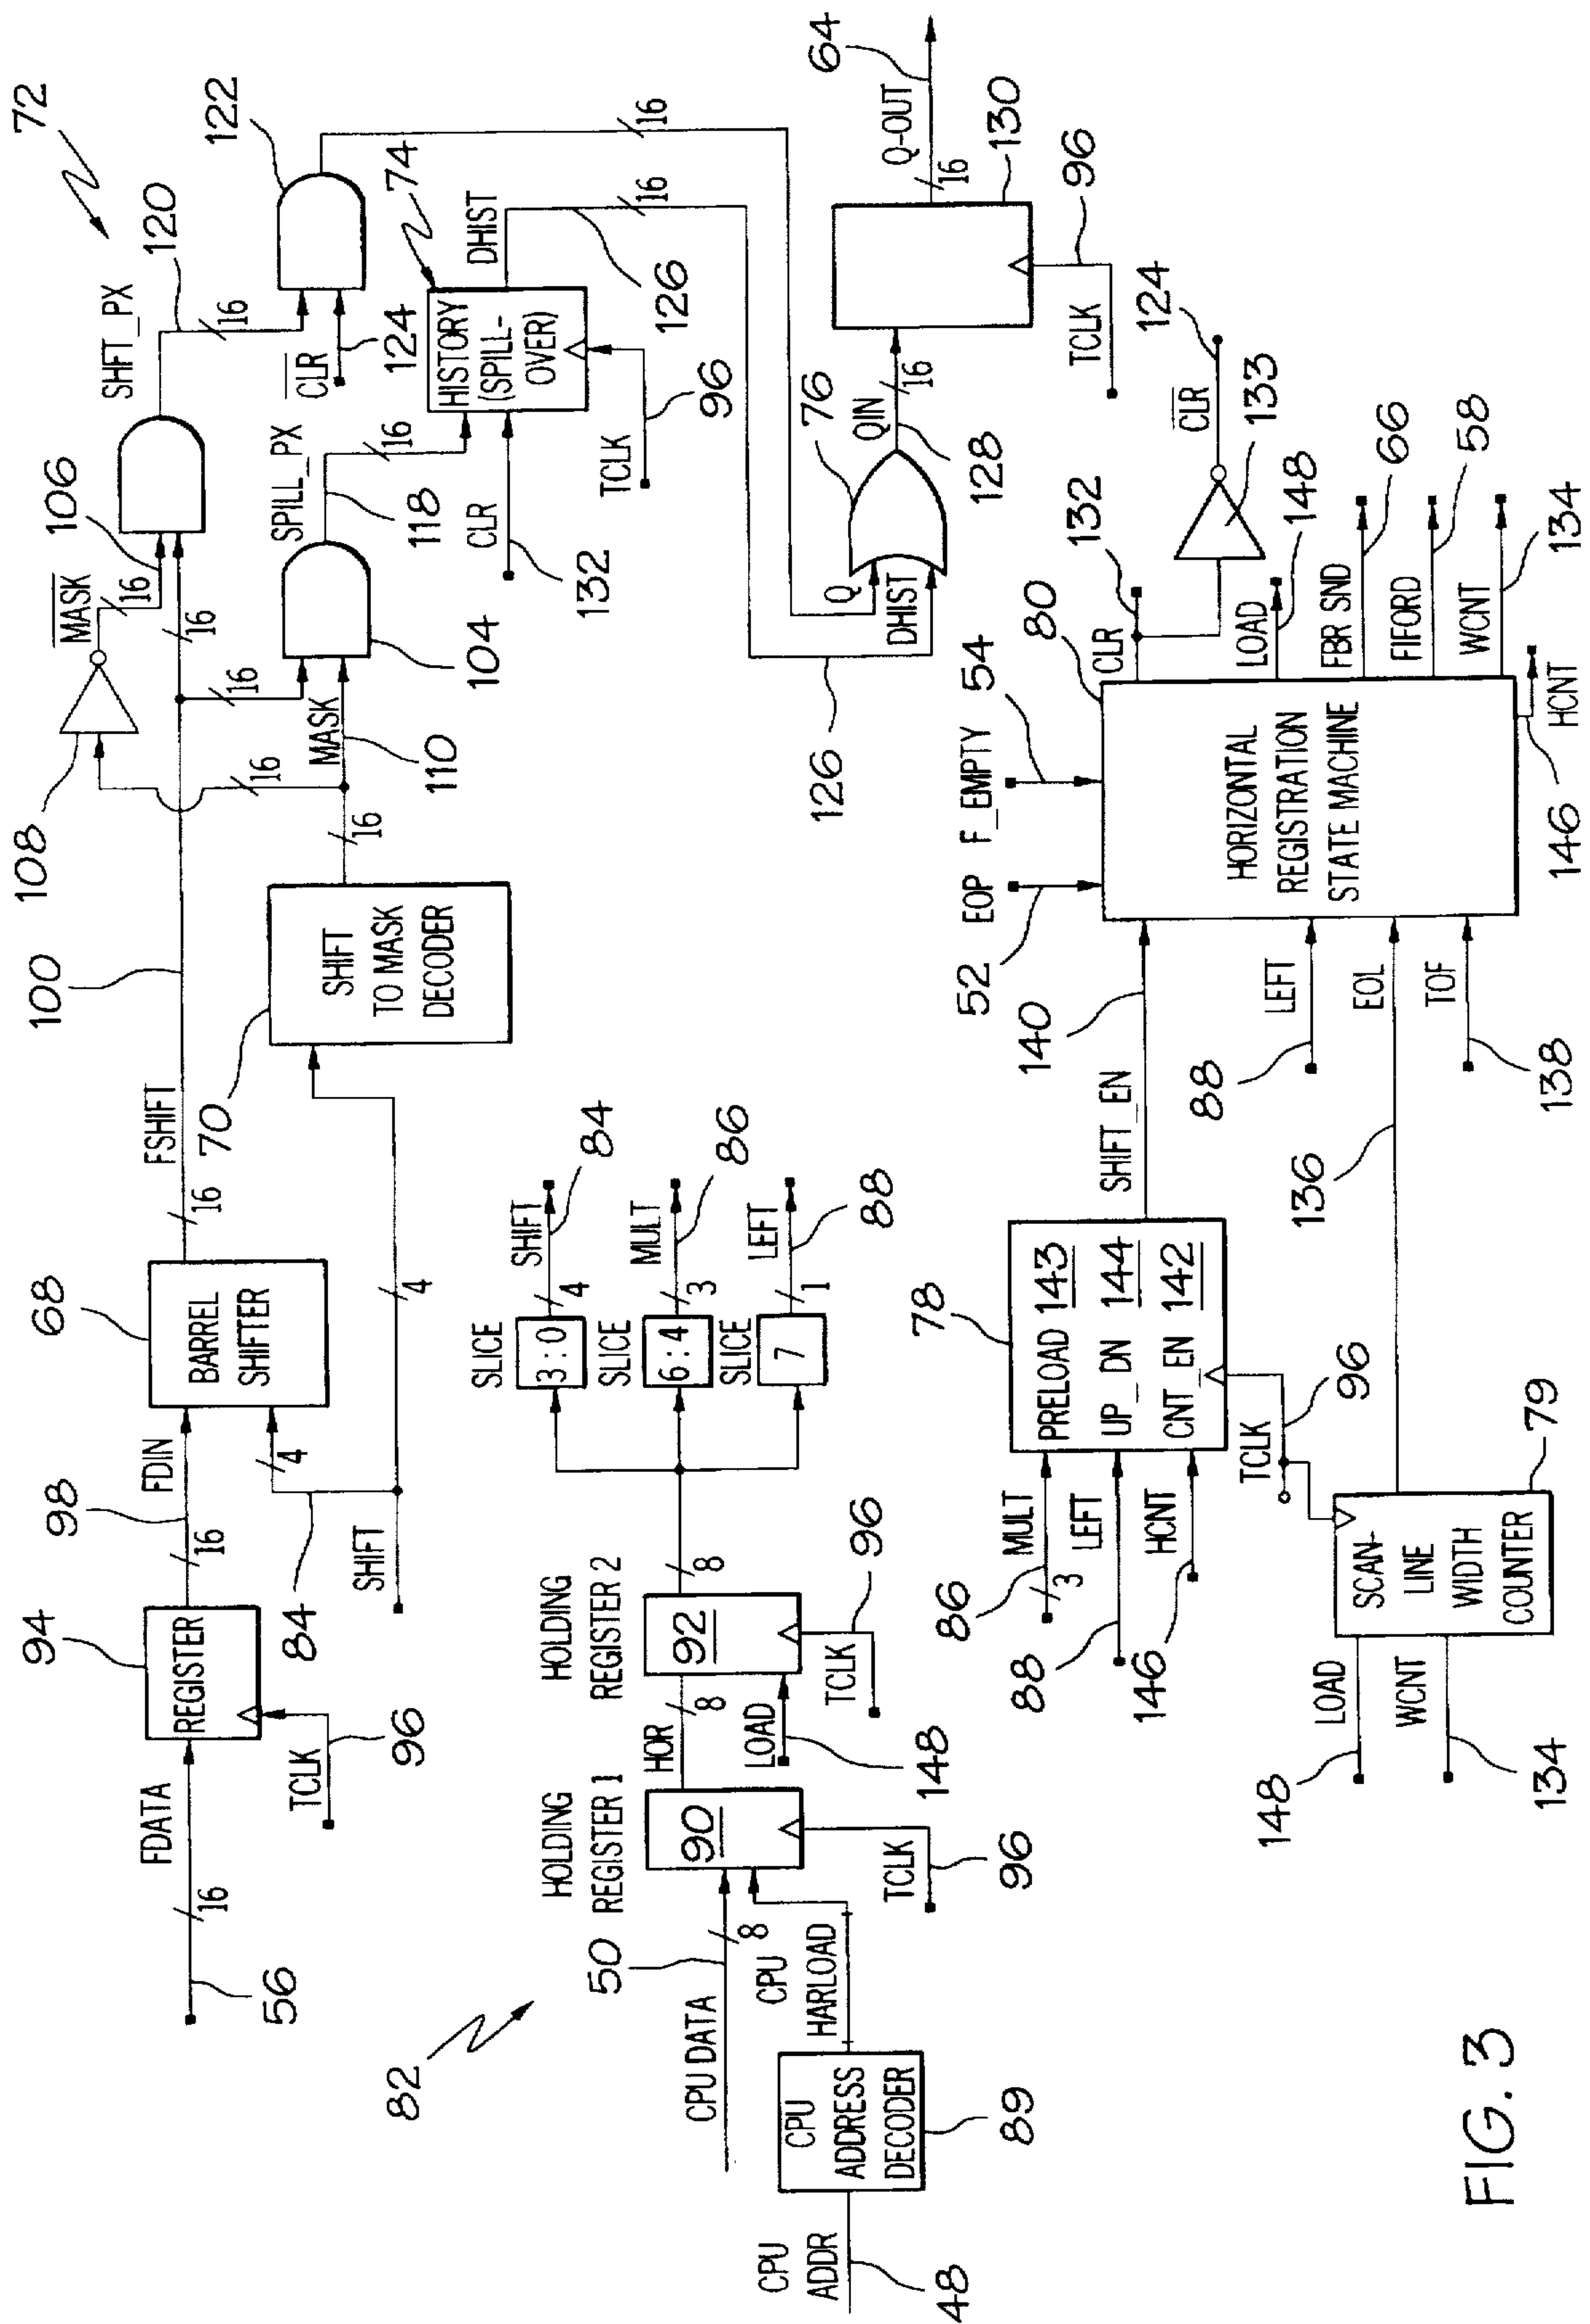 72
SHFT_PX
120
122
16
16
MASK
106
16
16
108
16
16
MASK
110
104
SPILL_PX
118
16
CLR
124
HISTORY
(SPILL-
OVER)
74
DHIST
126
16
CLR
132
TCLK
96
100
FSHIFT
16
68
BARREL
SHIFTER
FDIN
98
16
4
84
SHIFT
4
94
REGISTER
FDATA
16
56
TCLK
96
70
SHIFT
TO MASK
DECODER
16
126
Q
DHIST
76
QIN
16
128
130
Q-OUT
16
64
TCLK
96
82
CPU DATA
50
8
CPU
ADDR
48
CPU
ADDRESS
DECODER
89
CPU
HARLOAD
HOLDING
REGISTER 1
90
TCLK
96
HOR
8
HOLDING
REGISTER 2
92
LOAD
148
TCLK
96
8
SLICE
3:0
SHIFT
4
84
SLICE
6:4
MULT
3
86
SLICE
7
LEFT
1
88
78
PRELOAD 143
UP_DN 144
CNT_EN 142
MULT
3
86
LEFT
88
HCNT
146
TCLK
96
SHIFT_EN
140
SCAN-
LINE
WIDTH
COUNTER
79
LOAD
148
WCNT
134
136
EOP
52
F_EMPTY
54
80
HORIZONTAL
REGISTRATION
STATE MACHINE
LEFT
88
EOL
TOF
138
CLR
132
CLR
124
133
LOAD
148
FBR SND
66
FIFORD
58
WCNT
134
HCNT
146
FIG. 3